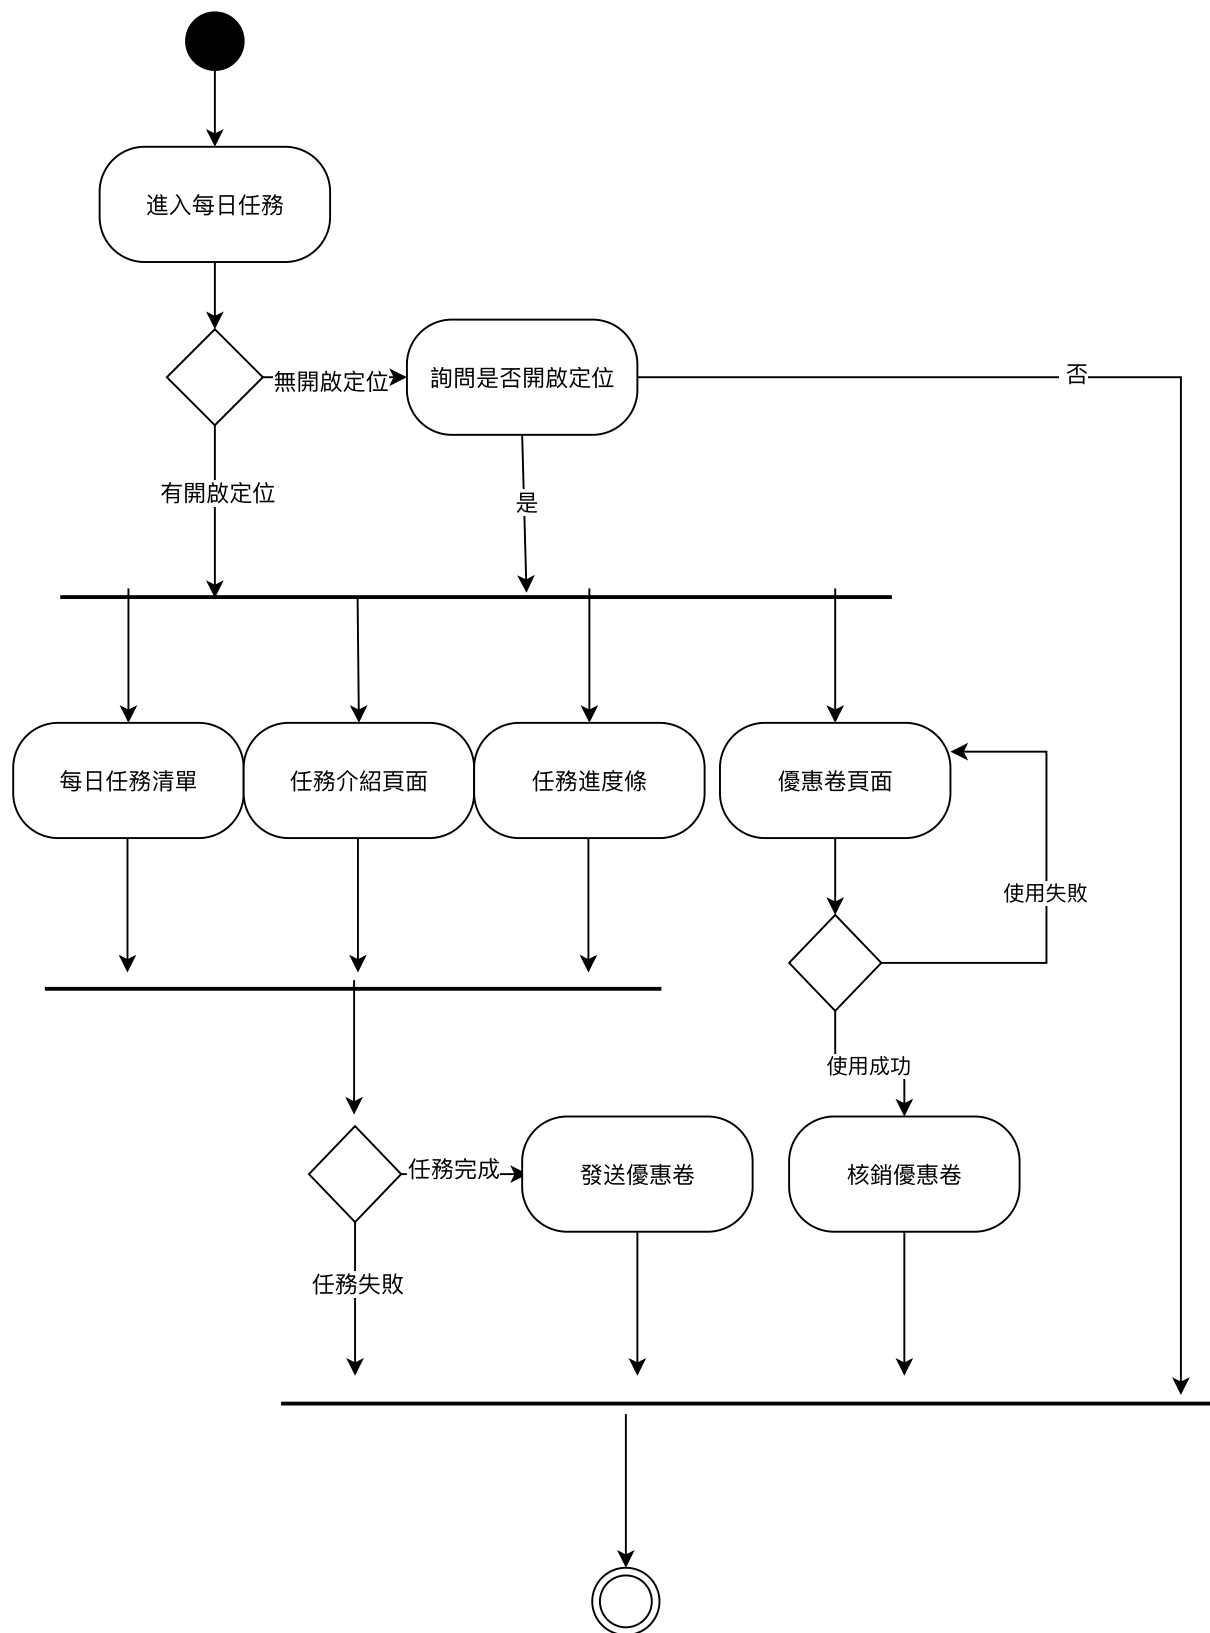 進入每日任務
無開啟定位
詢問是否開啟定位
否
有開啟定位
是
每日任務清單
任務介紹頁面
任務進度條
優惠卷頁面
使用失敗
使用成功
任務完成
發送優惠卷
核銷優惠卷
任務失敗